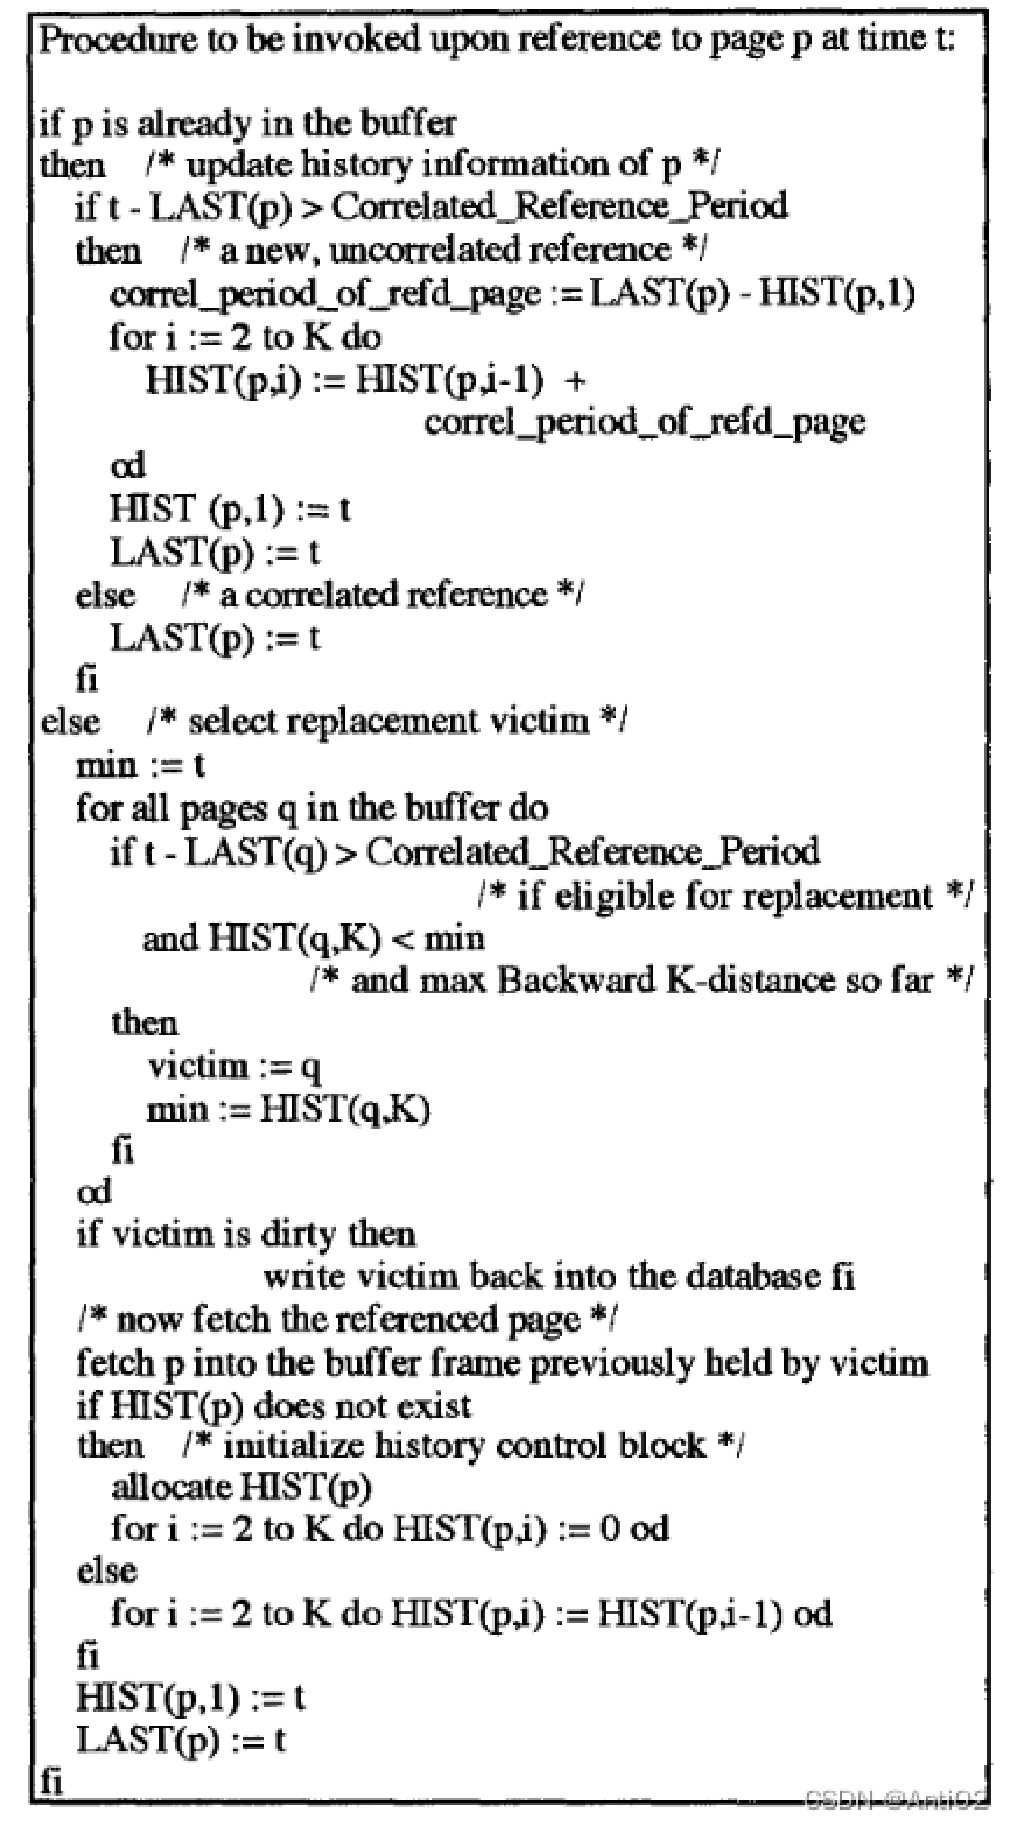 Procedure to be invoked upon reference to page p at time t:
if p is already in the buffer
then /* update history information of p */
if t - LAST(p) > Correlated_Reference_Period
then /* a new, uncorrelated reference */
correl_period_of_refd_page := LAST(p) - HIST(p,1)
for i := 2 to K do
HIST(p,i) := HIST(p,i-1) +
correl_period_of_refd_page
od
HIST (p,1) := t
LAST(p) := t
else /* a correlated reference */
LAST(p) := t
fi
else /* select replacement victim */
min := t
for all pages q in the buffer do
if t - LAST(q) > Correlated_Reference_Period
/* if eligible for replacement */
and HIST(q,K) < min
/* and max Backward K-distance so far */
then
victim := q
min := HIST(q,K)
fi
od
if victim is dirty then
write victim back into the database fi
/* now fetch the referenced page */
fetch p into the buffer frame previously held by victim
if HIST(p) does not exist
then /* initialize history control block */
allocate HIST(p)
for i := 2 to K do HIST(p,i) := 0 od
else
for i := 2 to K do HIST(p,i) := HIST(p,i-1) od
fi
HIST(p,1) := t
LAST(p) := t
fi
CSDN @AntiO2